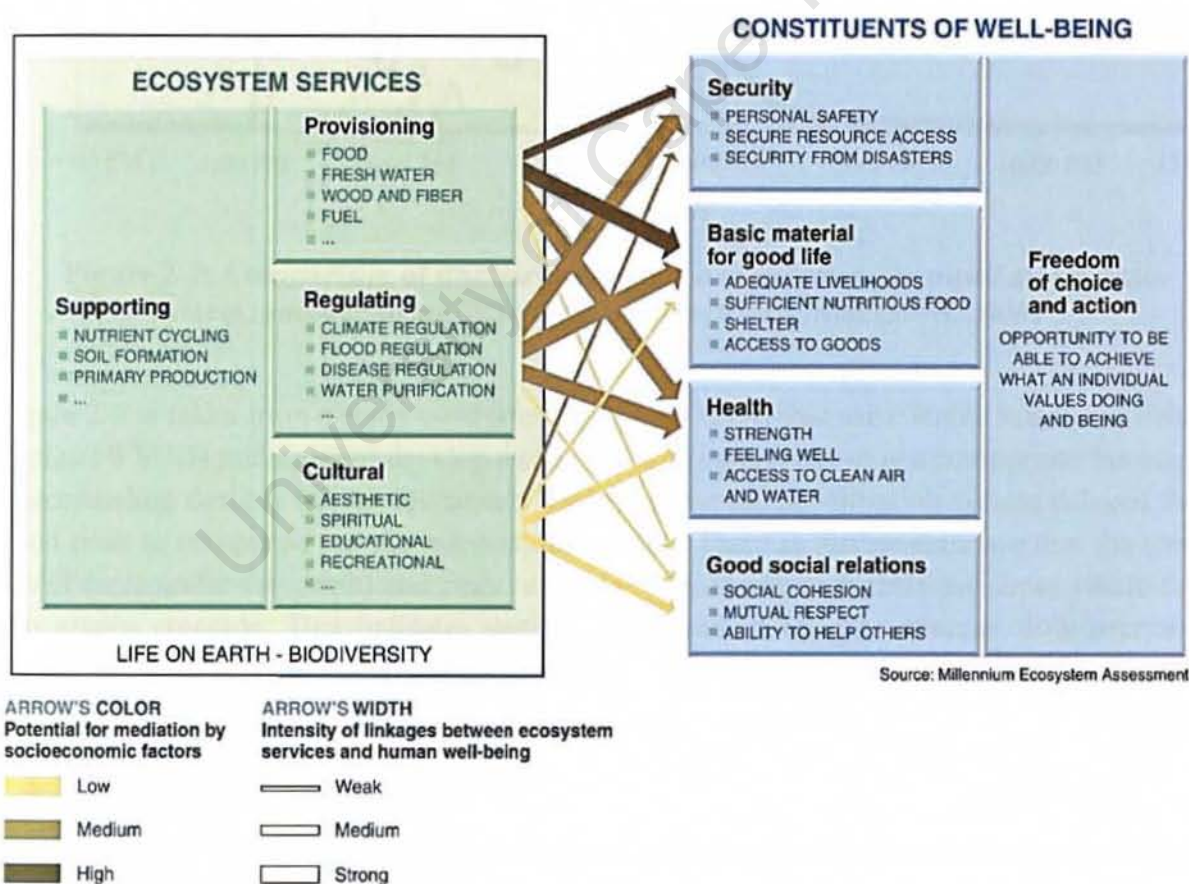 CONSTITUENTS OF WELL-BEING
ECOSYSTEM SERVICES
Supporting
NUTRIENT CYCLING
SOIL FORMATION
PRIMARY PRODUCTION
...
Provisioning
FOOD
FRESH WATER
WOOD AND FIBER
FUEL
...
Regulating
CLIMATE REGULATION
FLOOD REGULATION
DISEASE REGULATION
WATER PURIFICATION
...
Cultural
AESTHETIC
SPIRITUAL
EDUCATIONAL
RECREATIONAL
...
LIFE ON EARTH - BIODIVERSITY
Security
PERSONAL SAFETY
SECURE RESOURCE ACCESS
SECURITY FROM DISASTERS
Basic material
for good life
ADEQUATE LIVELIHOODS
SUFFICIENT NUTRITIOUS FOOD
SHELTER
ACCESS TO GOODS
Health
STRENGTH
FEELING WELL
ACCESS TO CLEAN AIR
AND WATER
Good social relations
SOCIAL COHESION
MUTUAL RESPECT
ABILITY TO HELP OTHERS
Freedom
of choice
and action
OPPORTUNITY TO BE
ABLE TO ACHIEVE
WHAT AN INDIVIDUAL
VALUES DOING
AND BEING
Source: Millennium Ecosystem Assessment
ARROW'S COLOR
Potential for mediation by
socioeconomic factors
Low
Medium
High
ARROW'S WIDTH
Intensity of linkages between ecosystem
services and human well-being
Weak
Medium
Strong
University of Cape